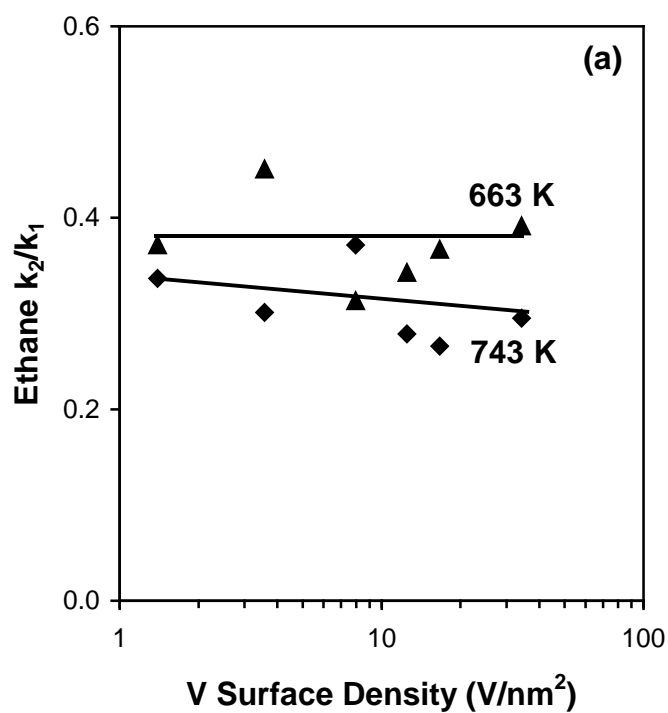 0.6
(a)
663 K
0.4
Ethane k₂/k₁
743 K
0.2
0.0
1
10
100
V Surface Density (V/nm²)